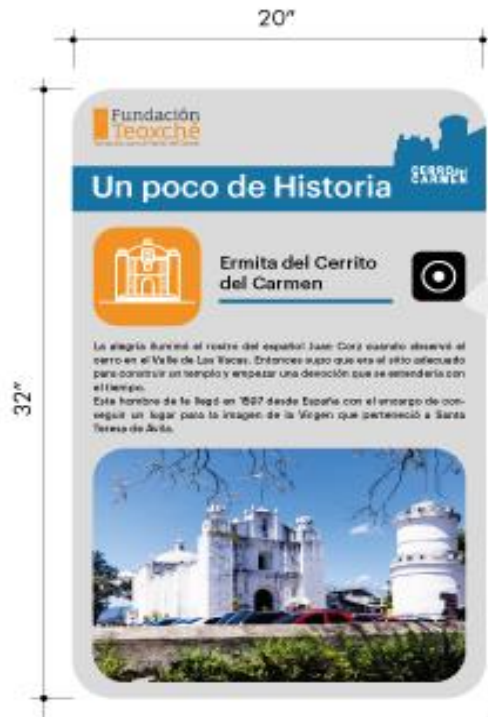 20"
32"
Fundación
Teoxché
CERRO del
CARMEN
Un poco de Historia
Ermita del Cerrito
del Carmen
La alegria iluminó el rostro del español Juan Corz cuando observó el
cerro en el Valle de Las Vacas. Entonces supo que era el sitio adecuado
para construir un templo y empezar una devoción que se extendería con
el tiempo.
Este hombre de fe llegó en 1597 desde España con el encargo de con-
seguir un lugar para la imagen de la Virgen que perteneció a Santa
Teresa de Ávila.